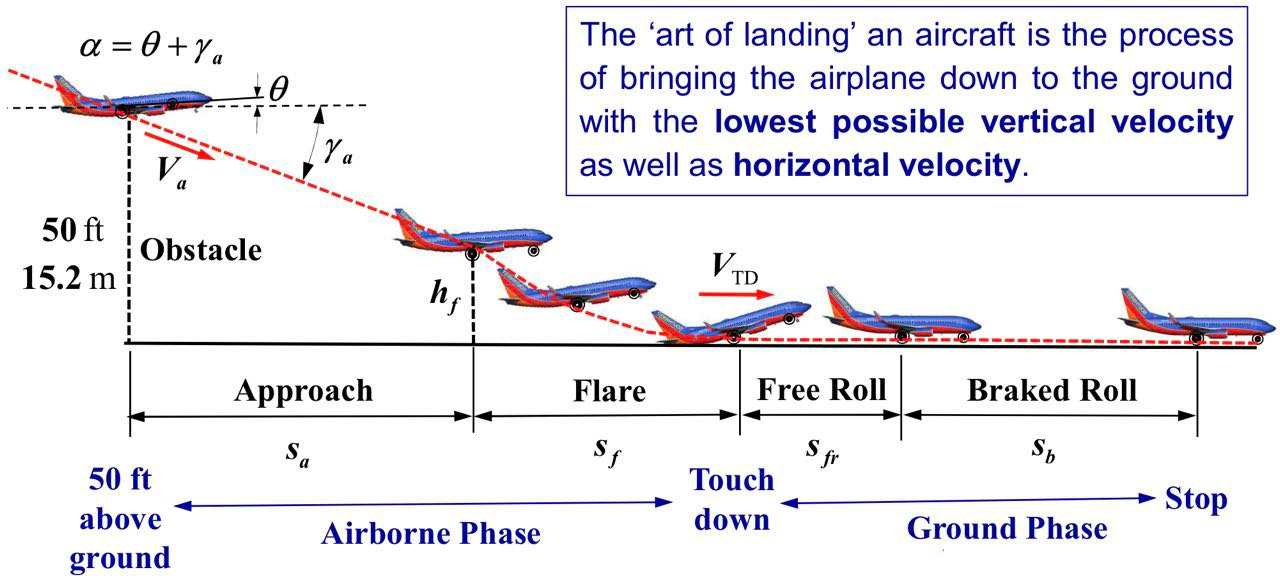 α = θ + γa
The ‘art of landing’ an aircraft is the process
of bringing the airplane down to the ground
with the lowest possible vertical velocity
as well as horizontal velocity.
θ
γa
Va
50 ft
15.2 m
Obstacle
hf
VTD
Approach
Flare
Free Roll
Braked Roll
sa
sf
sfr
sb
50 ft
above
ground
Airborne Phase
Touch
down
Ground Phase
Stop